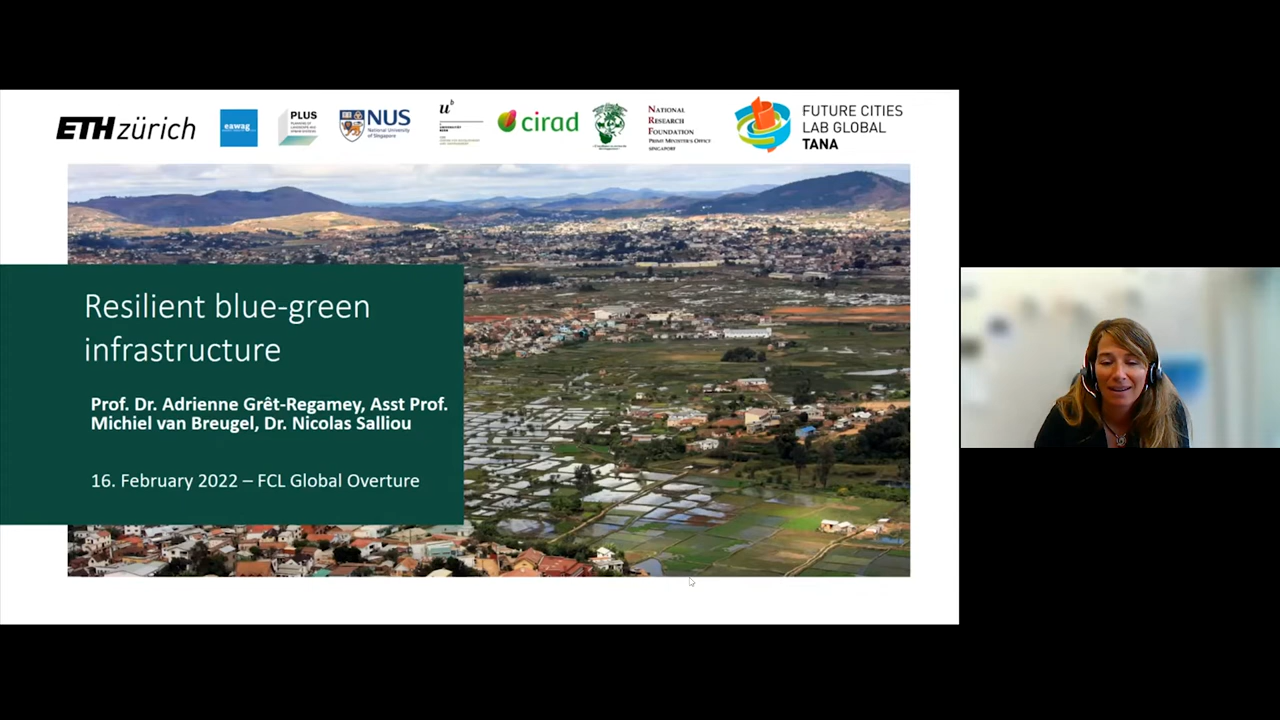 ETH zürich
eawag
PLUS
NUS
National University
of Singapore
u b
UNIVERSITÄT
BERN
cirad
NATIONAL
RESEARCH
FOUNDATION
PRIME MINISTER'S OFFICE
SINGAPORE
FUTURE CITIES
LAB GLOBAL
TANA
Resilient blue-green
infrastructure
Prof. Dr. Adrienne Grêt-Regamey, Asst Prof.
Michiel van Breugel, Dr. Nicolas Salliou
16. February 2022 – FCL Global Overture